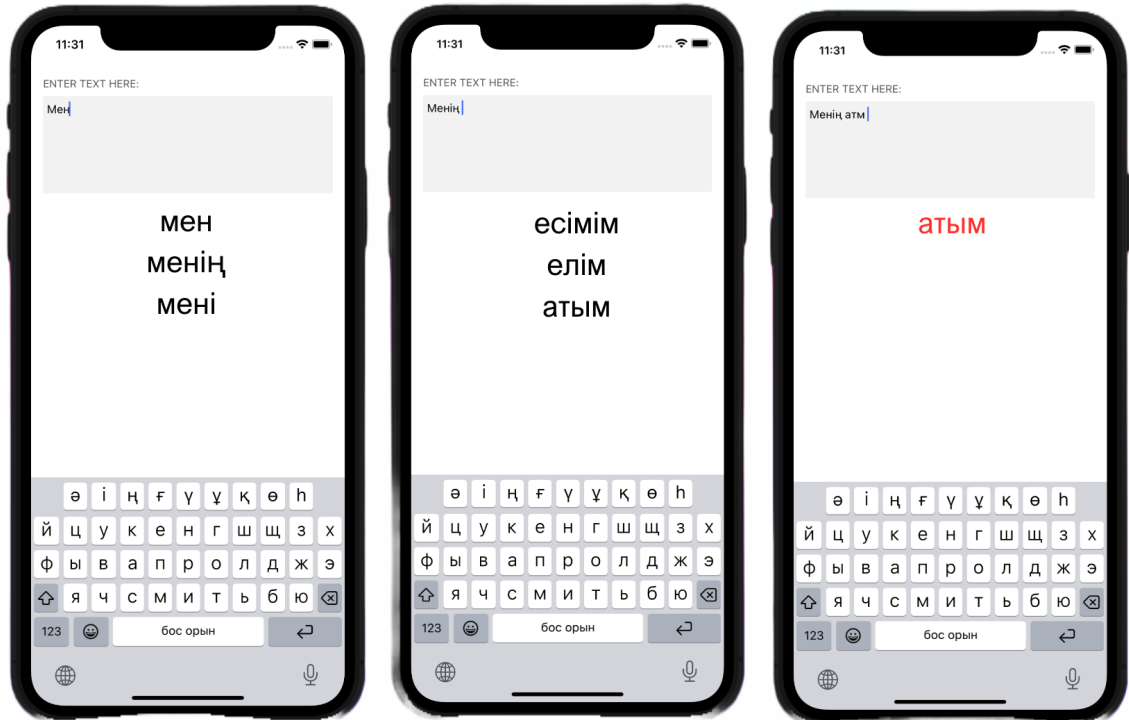 11:31
ENTER TEXT HERE:
Мен
мен
менің
мені
ә і ң ғ ү ұ қ ө һ
й ц у к е н г ш щ з х
ф ы в а п р о л д ж э
я ч с м и т ь б ю
123 бос орын
11:31
ENTER TEXT HERE:
Менің
есімім
елім
атым
ә і ң ғ ү ұ қ ө һ
й ц у к е н г ш щ з х
ф ы в а п р о л д ж э
я ч с м и т ь б ю
123 бос орын
11:31
ENTER TEXT HERE:
Менің атм
атым
ә і ң ғ ү ұ қ ө һ
й ц у к е н г ш щ з х
ф ы в а п р о л д ж э
я ч с м и т ь б ю
123 бос орын